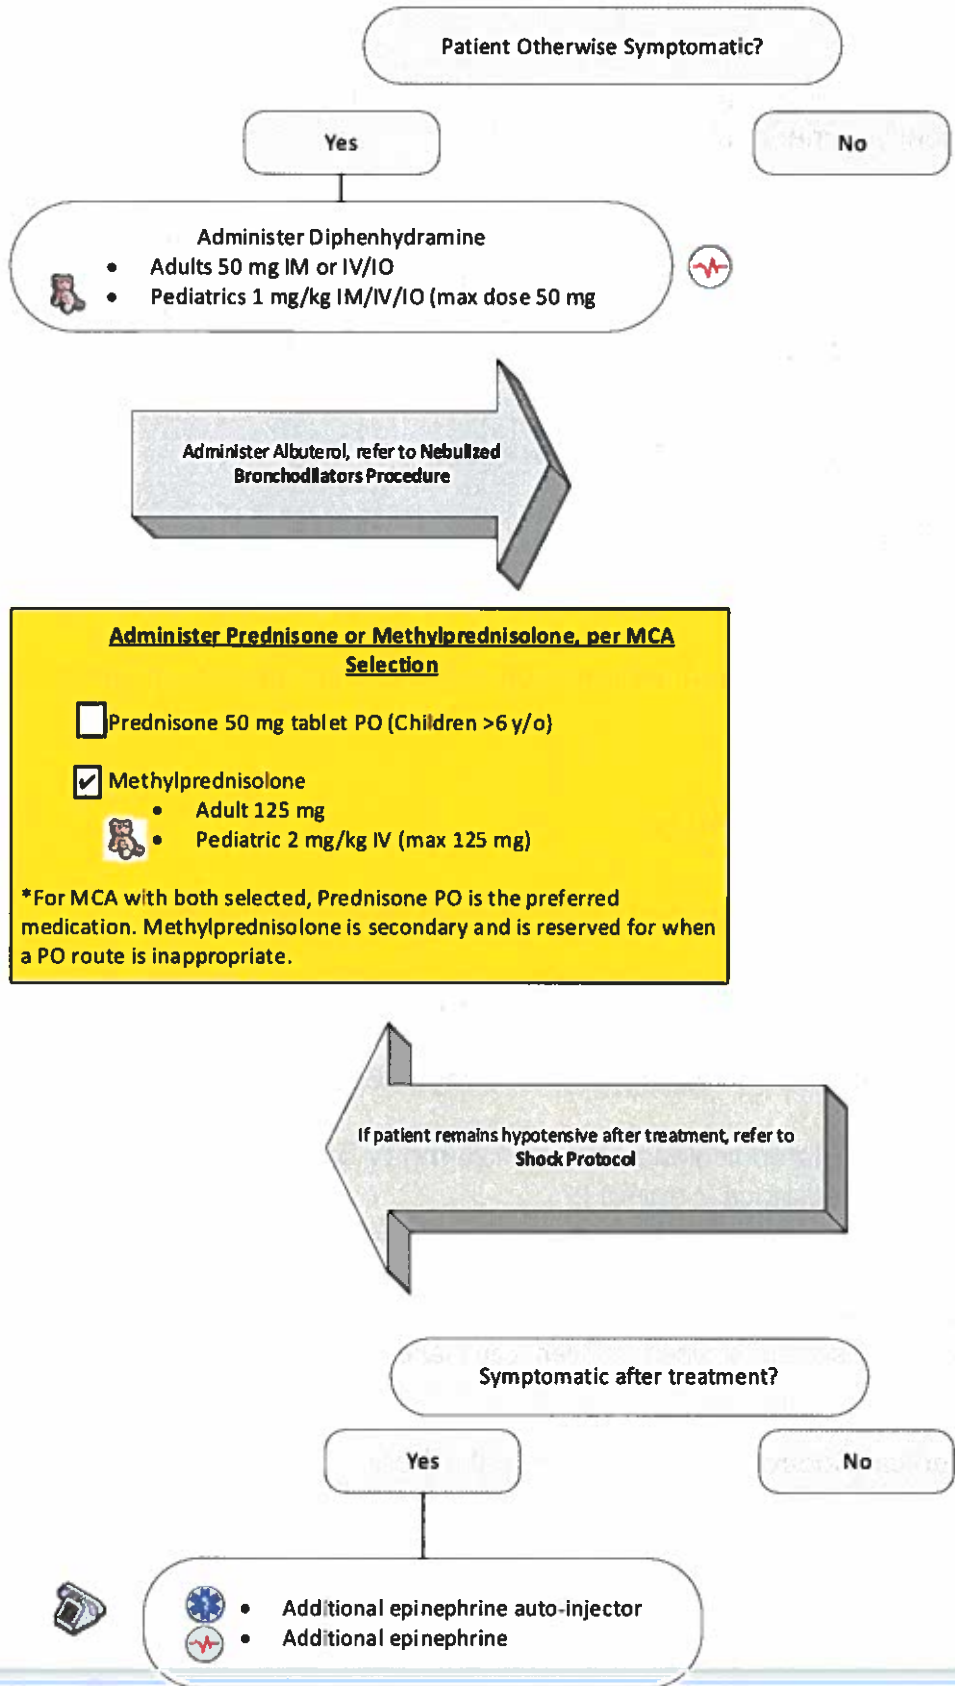 Patient Otherwise Symptomatic?
Yes
No
Administer Diphenhydramine
• Adults 50 mg IM or IV/IO
• Pediatrics 1 mg/kg IM/IV/IO (max dose 50 mg
Administer Albuterol, refer to Nebulized
Bronchodilators Procedure
Administer Prednisone or Methylprednisolone, per MCA
Selection
Prednisone 50 mg tablet PO (Children >6 y/o)
✔ Methylprednisolone
• Adult 125 mg
• Pediatric 2 mg/kg IV (max 125 mg)
*For MCA with both selected, Prednisone PO is the preferred
medication. Methylprednisolone is secondary and is reserved for when
a PO route is inappropriate.
If patient remains hypotensive after treatment, refer to
Shock Protocol
Symptomatic after treatment?
Yes
No
• Additional epinephrine auto-injector
• Additional epinephrine